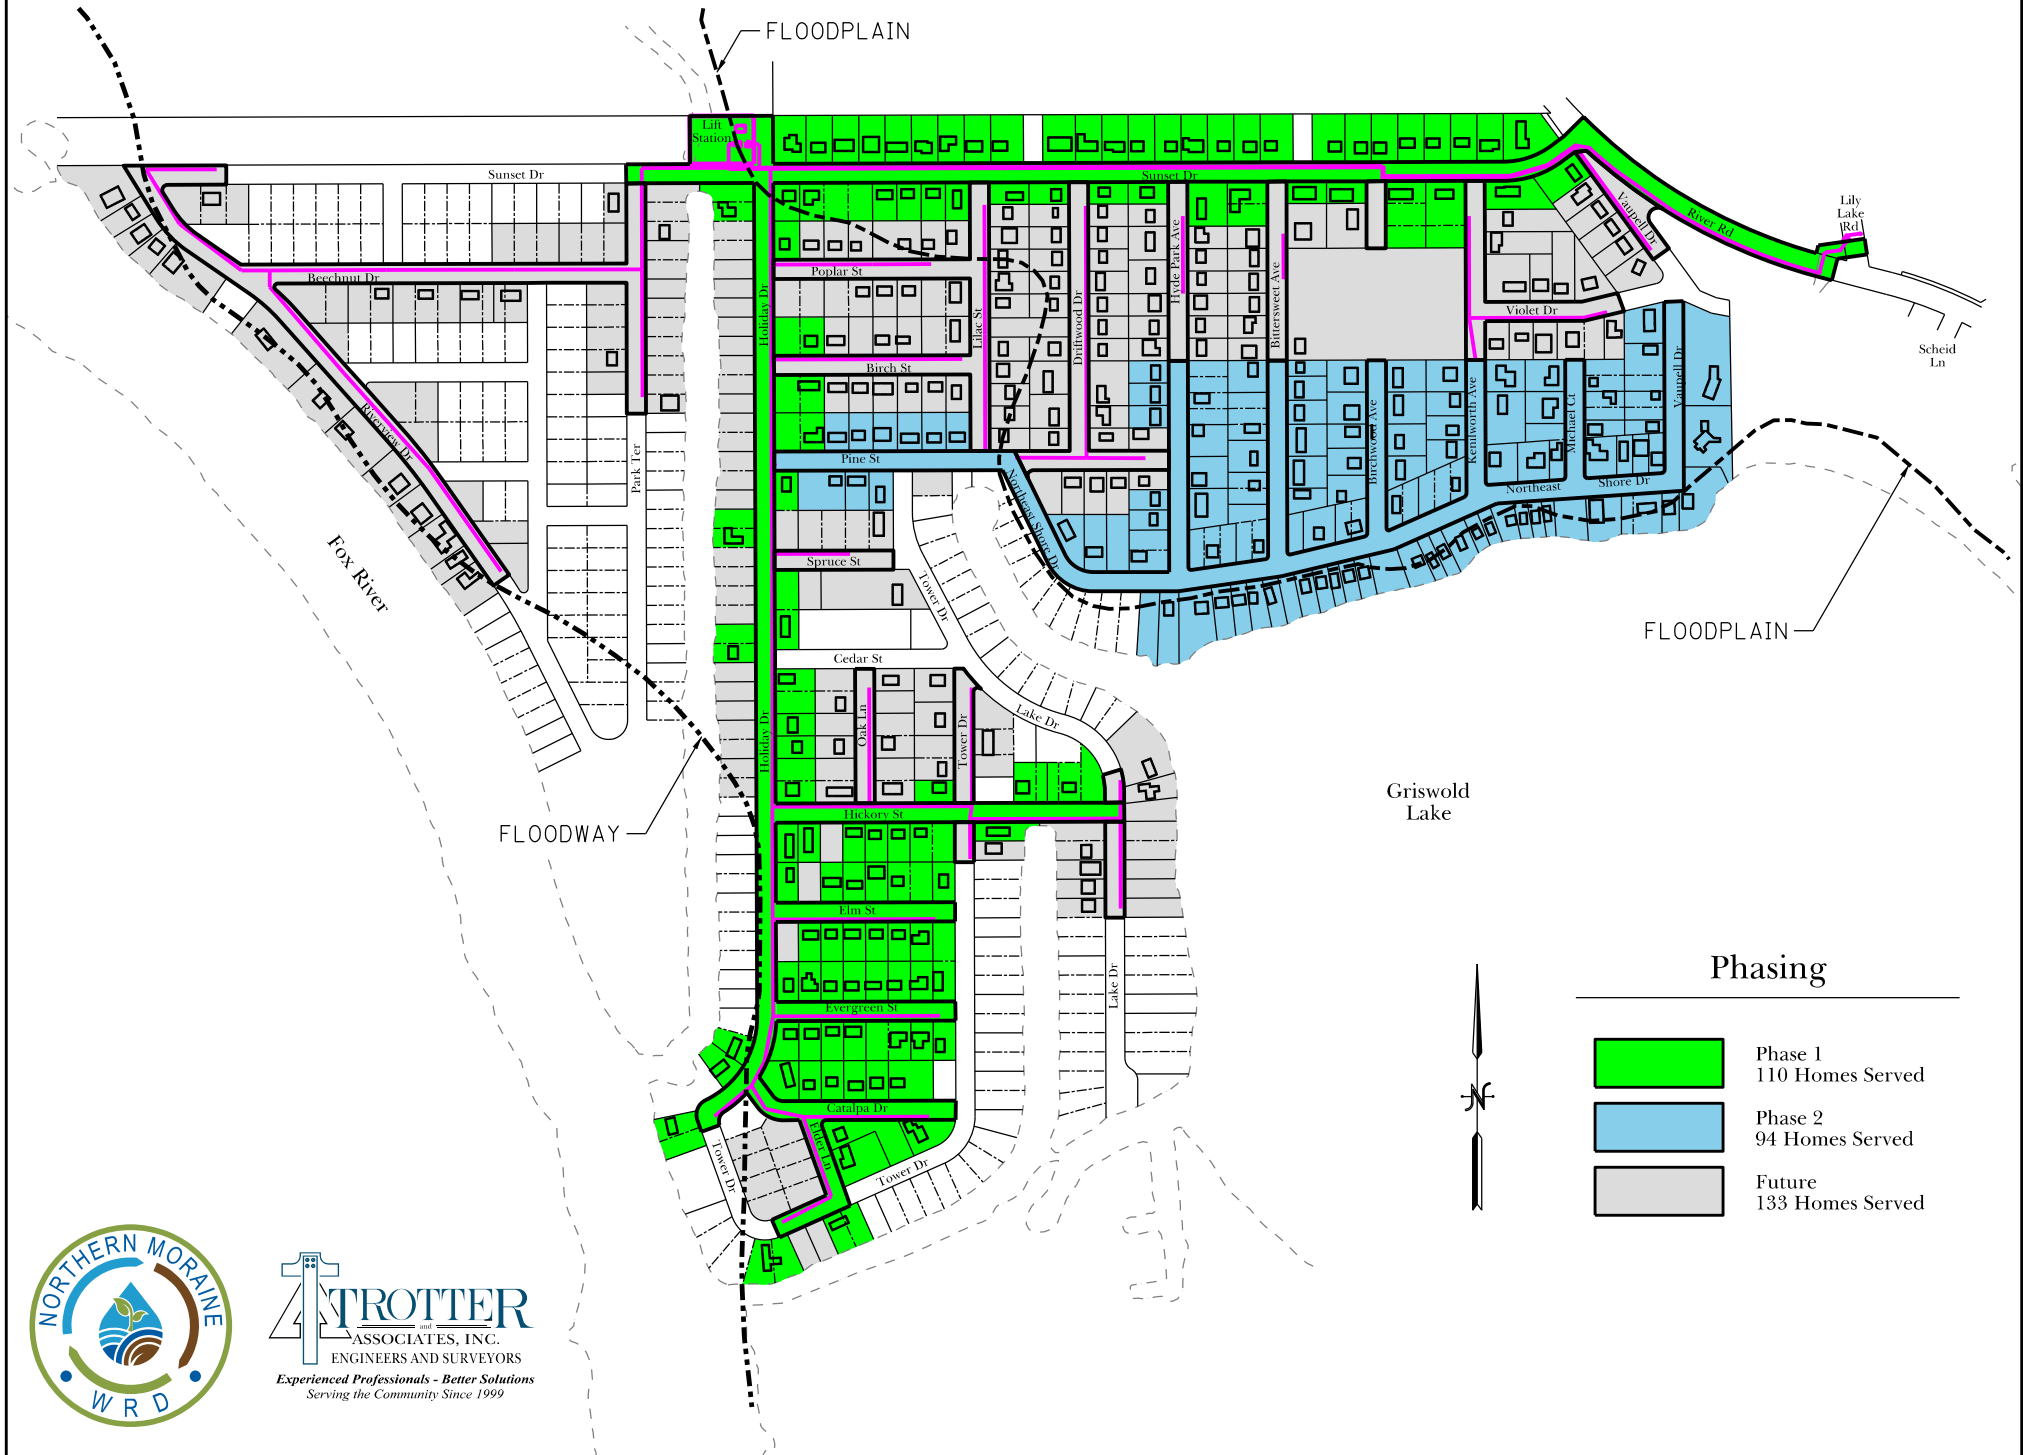 FLOODPLAIN
Lift
Station
Sunset Dr
Sunset Dr
Lily
Lake
Rd
River Rd
Vaupell Dr
Hyde Park Ave
Beechnut Dr
Poplar St
Holiday Dr
Lilac St
Driftwood Dr
Bittersweet Ave
Violet Dr
Scheid
Ln
Birch St
Riverview Dr
Birchwood Ave
Kenilworth Ave
Michael Ct
Vaupell Dr
Park Ter
Pine St
Northeast Shore Dr
Northeast
Shore Dr
Fox River
Spruce St
Tower Dr
FLOODPLAIN
Cedar St
Holiday Dr
Oak Ln
Tower Dr
Lake Dr
Griswold
Lake
Hickory St
FLOODWAY
Elm St
Lake Dr
Evergreen St
Catalpa Dr
Elder Ln
Tower Dr
Tower Dr
N
Phasing
Phase 1
110 Homes Served
Phase 2
94 Homes Served
Future
133 Homes Served
NORTHERN MORAINE
WRD
TROTTER
and
ASSOCIATES, INC.
ENGINEERS AND SURVEYORS
Experienced Professionals - Better Solutions
Serving the Community Since 1999